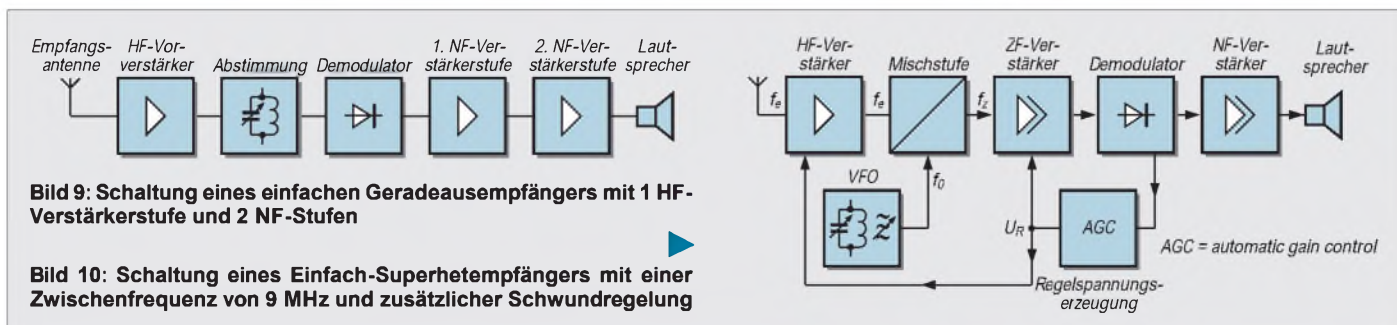 Empfangs-
antenne
HF-Vor-
verstärker
Abstimmung
Demodulator
1. NF-Ver-
stärkerstufe
2. NF-Ver-
stärkerstufe
Laut-
sprecher
Bild 9: Schaltung eines einfachen Geradeausempfängers mit 1 HF-
Verstärkerstufe und 2 NF-Stufen
Bild 10: Schaltung eines Einfach-Superhetempfängers mit einer
Zwischenfrequenz von 9 MHz und zusätzlicher Schwundregelung
HF-Ver-
stärker
Mischstufe
ZF-Ver-
stärker
Demodulator
NF-Ver-
stärker
Laut-
sprecher
fe
fe
fz
VFO
f0
UR
AGC
AGC = automatic gain control
Regelspannungs-
erzeugung